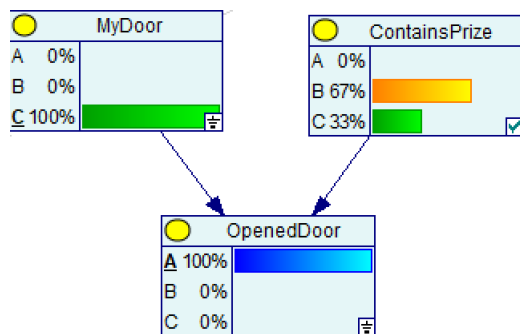 MyDoor
A 0%
B 0%
C 100%
ContainsPrize
A 0%
B 67%
C 33%
OpenedDoor
A 100%
B 0%
C 0%